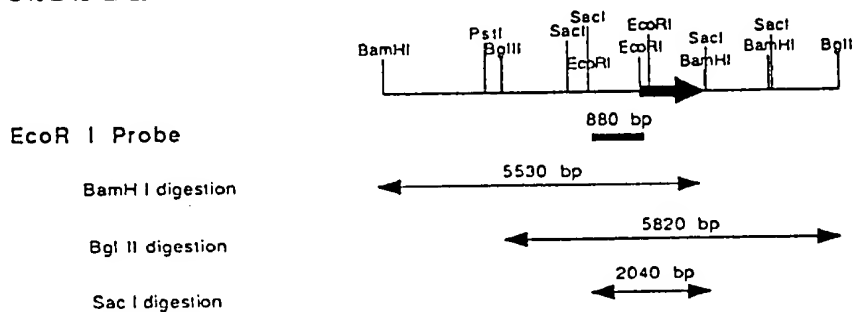 SacI EcoRI
PstI SacI SacI
BamHI BglII EcoRI BamHI BglII
EcoRI BamHI
SacI
880 bp
EcoR I Probe
5530 bp
BamH I digestion
5820 bp
Bgl II digestion
2040 bp
Sac I digestion